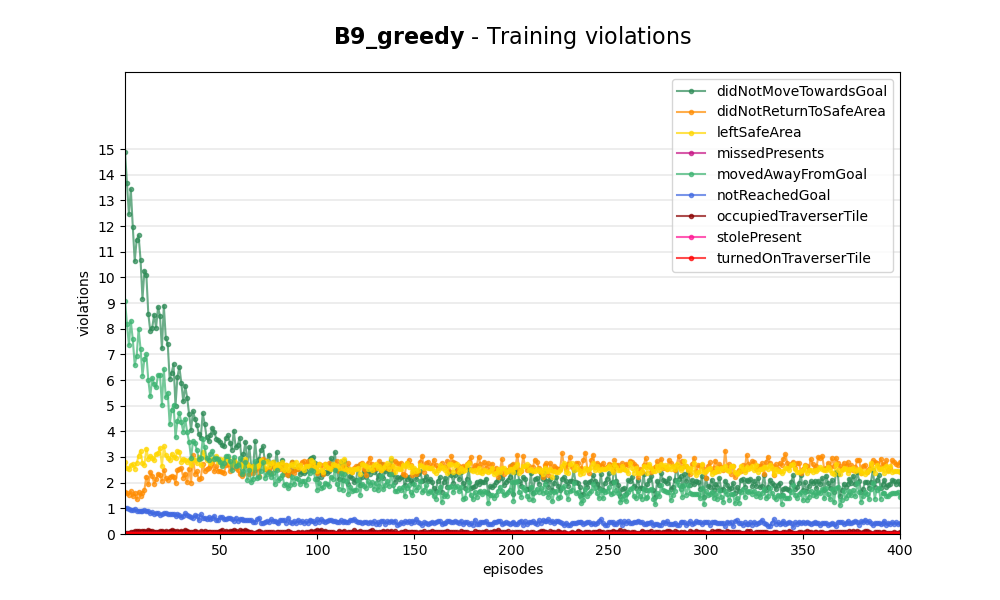 B9_greedy - Training violations
didNotMoveTowardsGoal
didNotReturnToSafeArea
leftSafeArea
missedPresents
movedAwayFromGoal
notReachedGoal
occupiedTraverserTile
stolePresent
turnedOnTraverserTile
violations
15
14
13
12
11
10
9
8
7
6
5
4
3
2
1
0
50 100 150 200 250 300 350 400
episodes